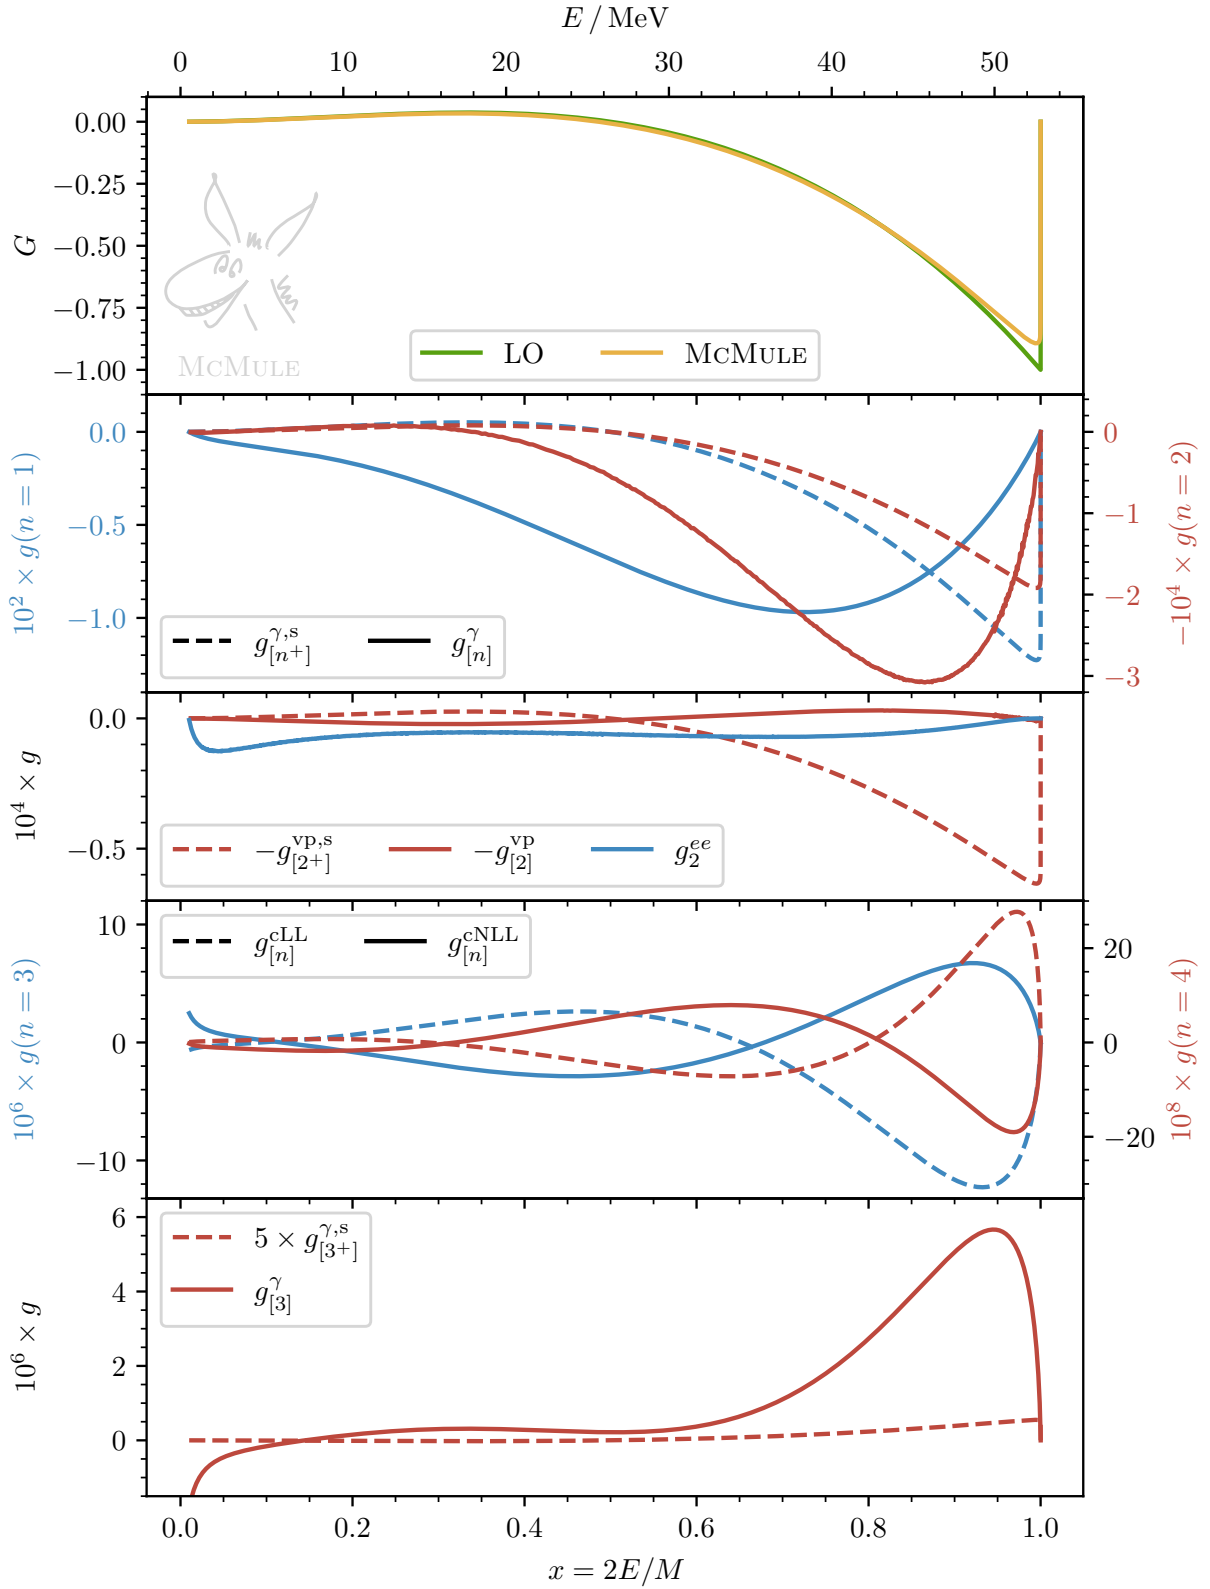 E / MeV
0 10 20 30 40 50
G
0.00
−0.25
−0.50
−0.75
−1.00
MCMULE
LO MCMULE
10² × g(n = 1)
0.0
−0.5
−1.0
g^{γ,s}_{[n⁺]} g^{γ}_{[n]}
0
−1
−2
−3
−10⁴ × g(n = 2)
10⁴ × g
0.0
−0.5
−g^{vp,s}_{[2⁺]} −g^{vp}_{[2]} g^{ee}_{2}
10⁶ × g(n = 3)
10
0
−10
g^{cLL}_{[n]} g^{cNLL}_{[n]}
20
0
−20
10⁸ × g(n = 4)
10⁶ × g
6
4
2
0
5 × g^{γ,s}_{[3⁺]}
g^{γ}_{[3]}
0.0 0.2 0.4 0.6 0.8 1.0
x = 2E/M